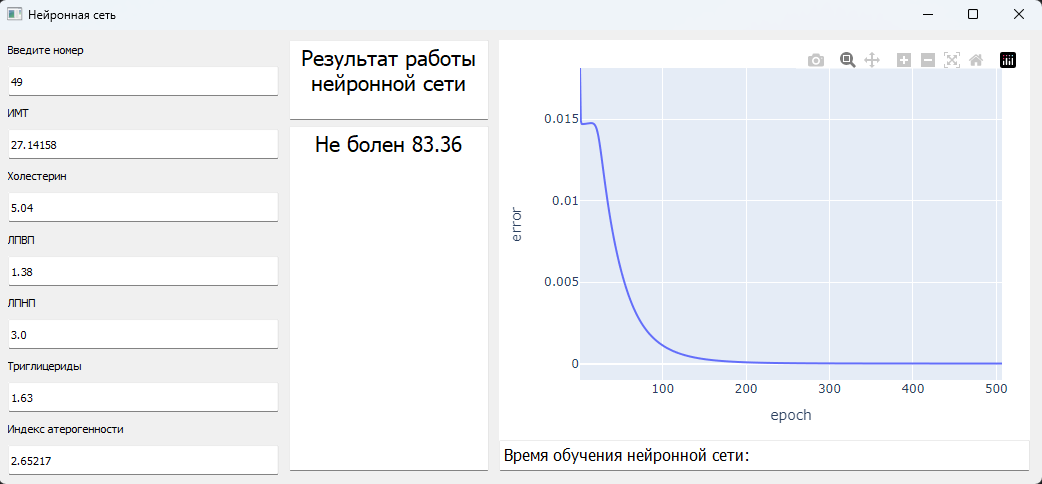 Нейронная сеть
Введите номер
49
ИМТ
27.14158
Холестерин
5.04
ЛПВП
1.38
ЛПНП
3.0
Триглицериды
1.63
Индекс атерогенности
2.65217
Результат работы
нейронной сети
Не болен 83.36
0.015
0.01
0.005
0
error
100
200
300
400
500
epoch
Время обучения нейронной сети: